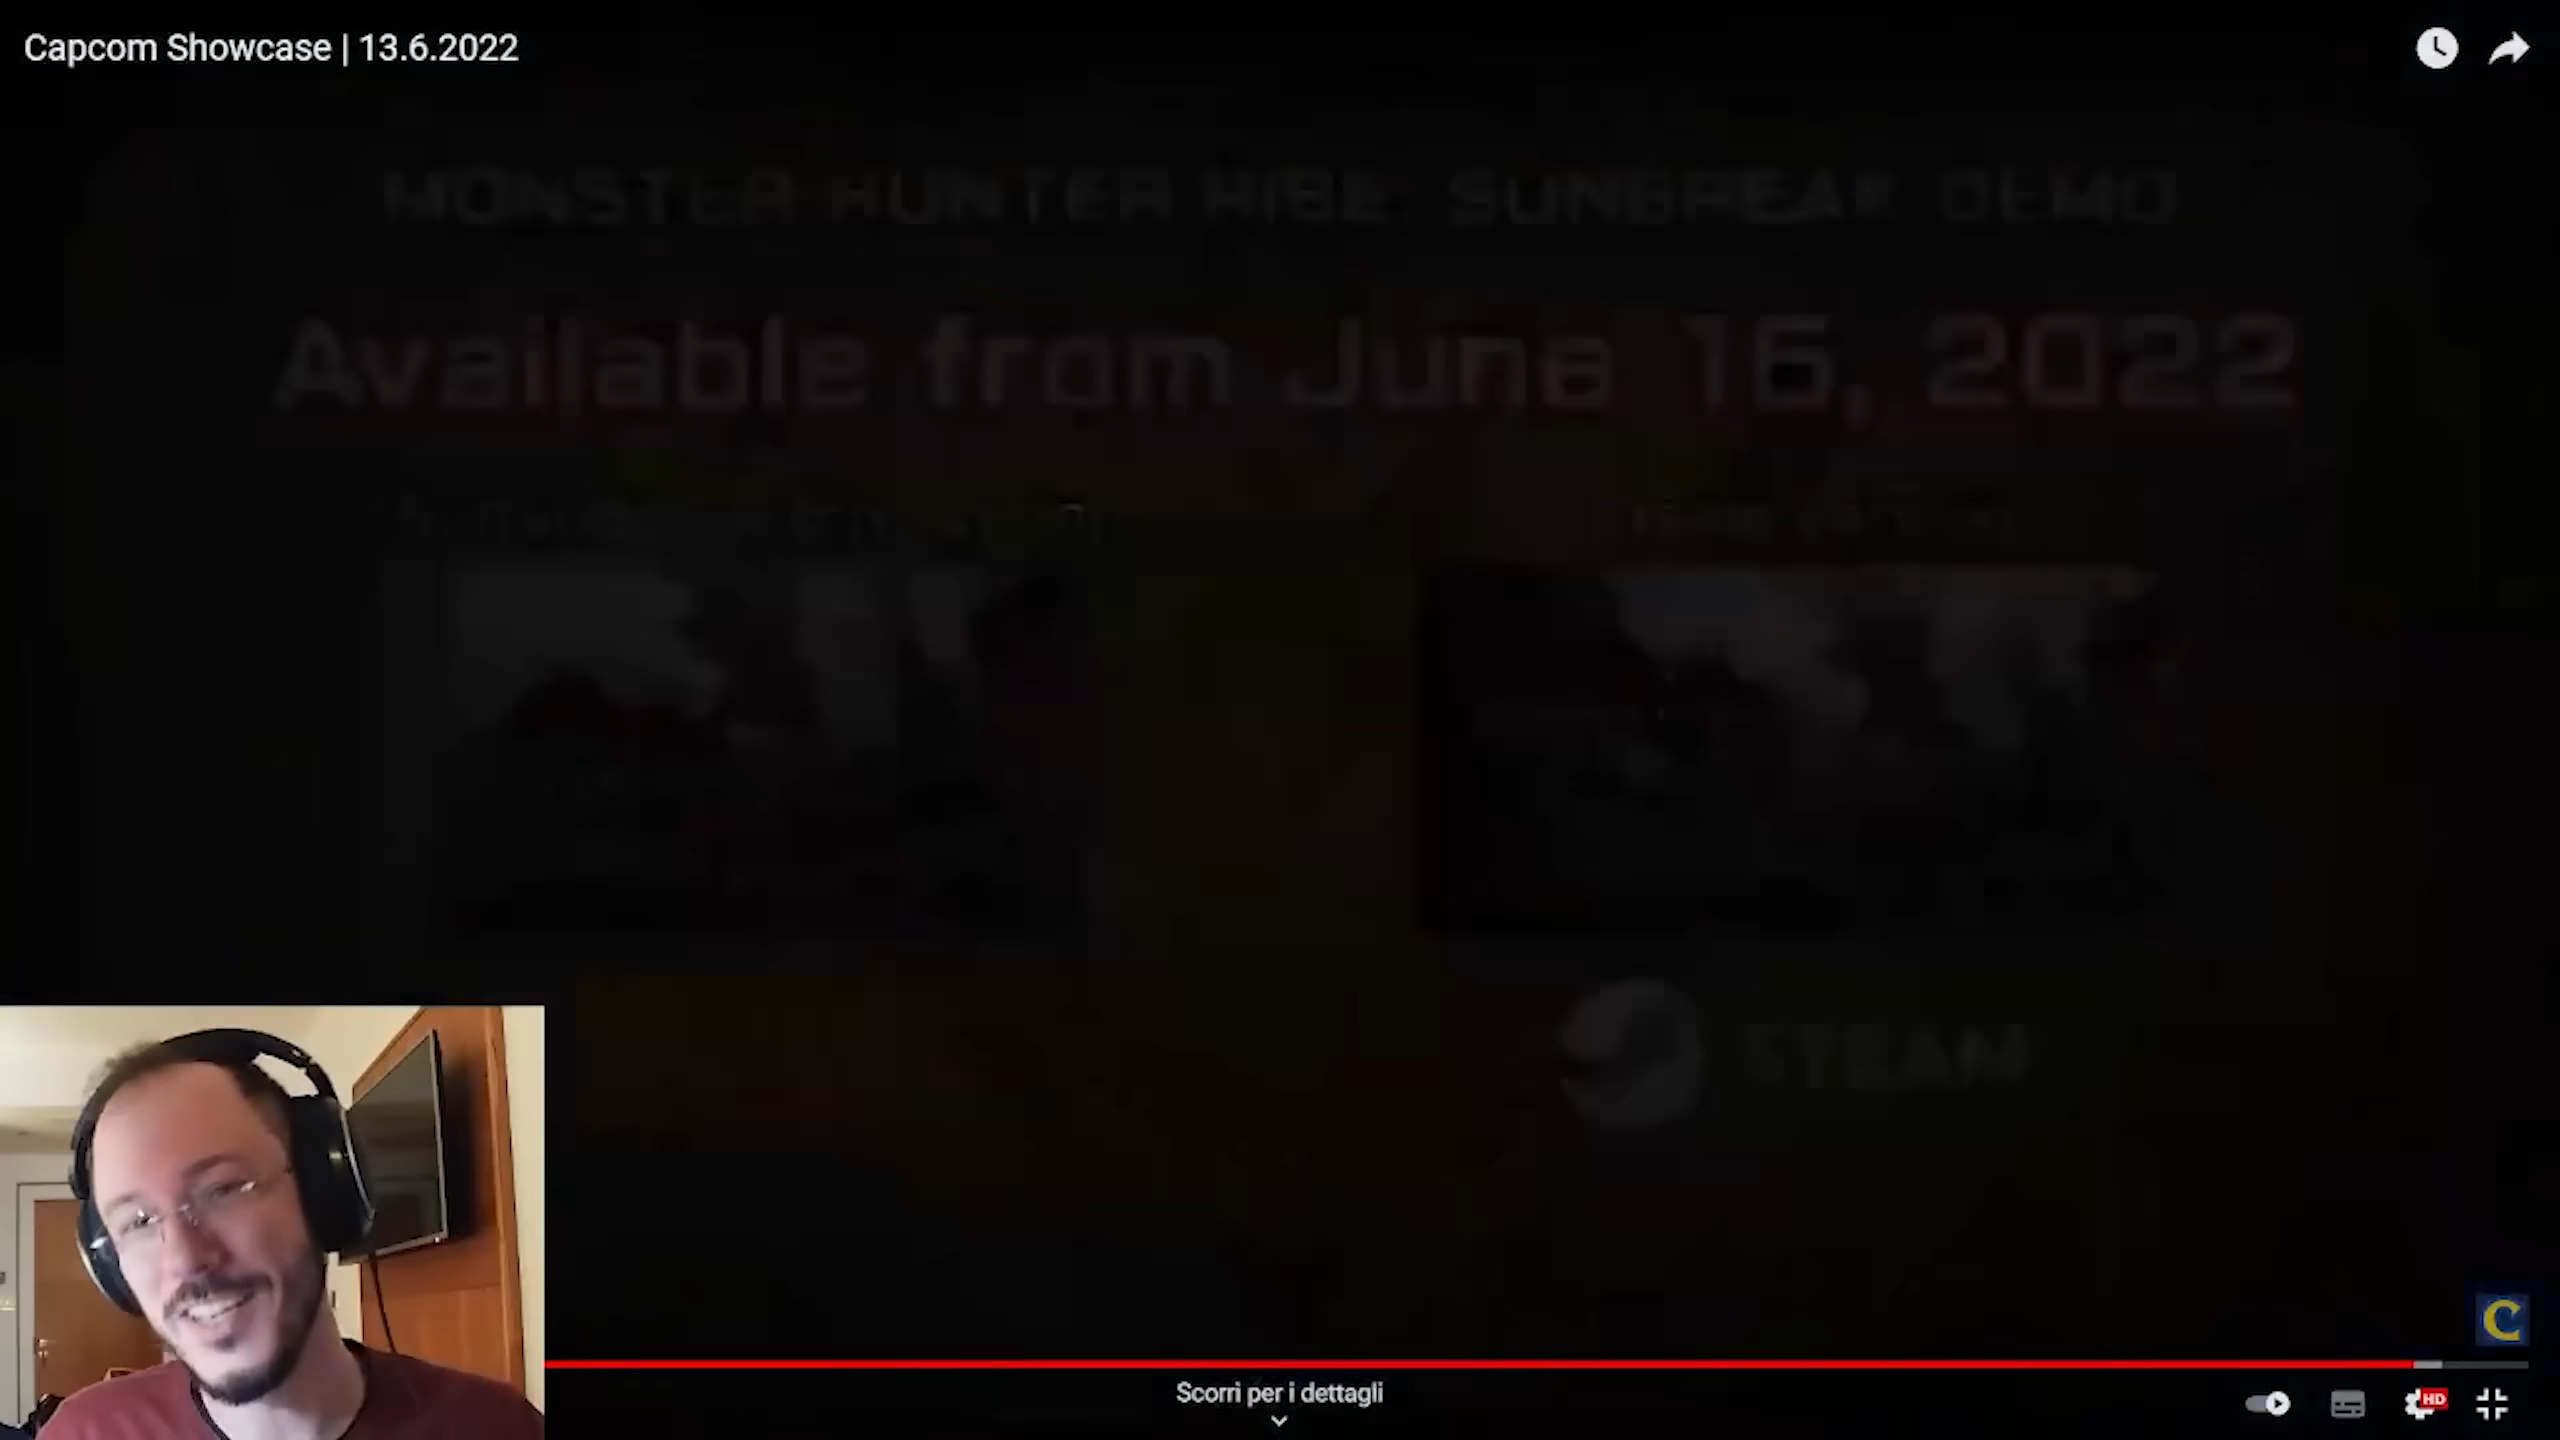 Capcom Showcase | 13.6.2022
MONSTER HUNTER RISE: SUNBREAK DEMO
Available from June 16, 2022
STEAM
C
Scorri per i dettagli
HD